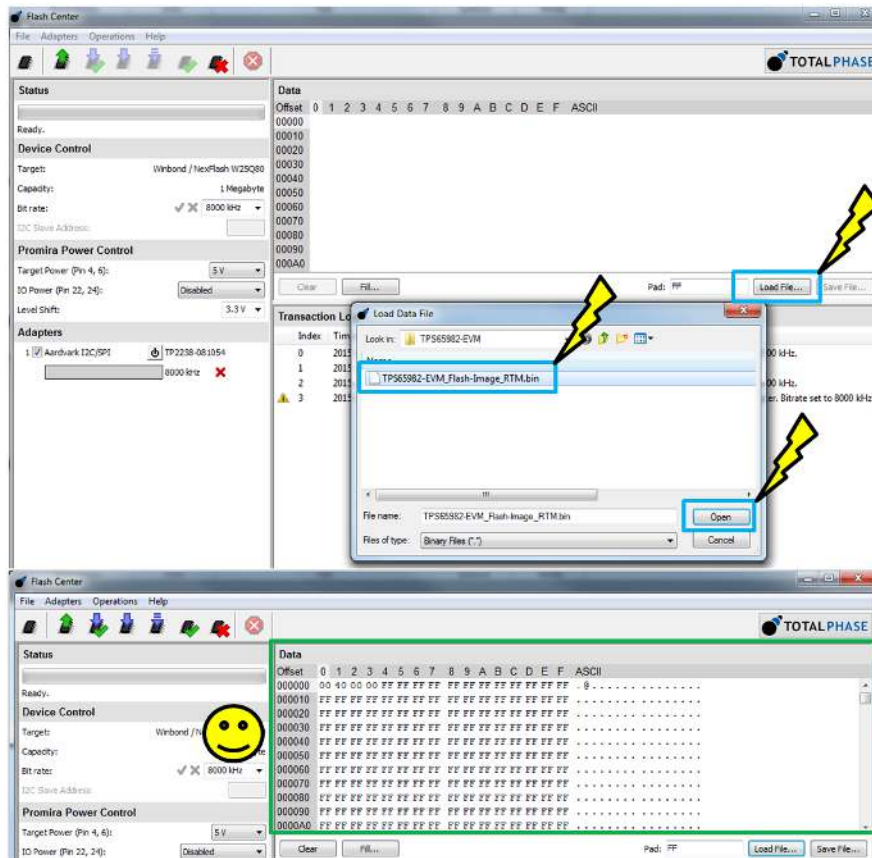 Flash Center
File Adapters Operations Help
TOTALPHASE
Status
Ready.
Device Control
Target: Winbond / NexFlash W25Q80
Capacity: 1 Megabyte
Bit rate: 8000 kHz
I2C Slave Address:
Promira Power Control
Target Power (Pin 4, 6): 5 V
IO Power (Pin 22, 24): Disabled
Level Shift: 3.3 V
Adapters
1 Aardvark I2C/SPI TP2238-081054
8000 kHz
Data
Offset 0 1 2 3 4 5 6 7 8 9 A B C D E F ASCII
00000
00010
00020
00030
00040
00050
00060
00070
00080
00090
000A0
Clear Fill... Pad: FF Load File... Save File...
Transaction Lo
Index Tim
0 2015 00 kHz.
1 2015
2 2015 00 kHz.
3 2015 er. Bitrate set to 8000 kHz
Load Data File
Look in: TPS65982-EVM
TPS65982-EVM_Flash-Image_RTM.bin
File name: TPS65982-EVM_Flash-Image_RTM.bin Open
Files of type: Binary Files (*.*) Cancel
Flash Center
File Adapters Operations Help
TOTALPHASE
Status
Ready.
Device Control
Target: Winbond / N
Capacity: te
Bit rate: 8000 kHz
I2C Slave Address:
Promira Power Control
Target Power (Pin 4, 6): 5 V
IO Power (Pin 22, 24): Disabled
Data
Offset 0 1 2 3 4 5 6 7 8 9 A B C D E F ASCII
000000 00 40 00 00 FF FF FF FF FF FF FF FF FF FF FF FF . @ . . . . . . . . . . . . . .
000010 FF FF FF FF FF FF FF FF FF FF FF FF FF FF FF FF . . . . . . . . . . . . . . . .
000020 FF FF FF FF FF FF FF FF FF FF FF FF FF FF FF FF . . . . . . . . . . . . . . . .
000030 FF FF FF FF FF FF FF FF FF FF FF FF FF FF FF FF . . . . . . . . . . . . . . . .
000040 FF FF FF FF FF FF FF FF FF FF FF FF FF FF FF FF . . . . . . . . . . . . . . . .
000050 FF FF FF FF FF FF FF FF FF FF FF FF FF FF FF FF . . . . . . . . . . . . . . . .
000060 FF FF FF FF FF FF FF FF FF FF FF FF FF FF FF FF . . . . . . . . . . . . . . . .
000070 FF FF FF FF FF FF FF FF FF FF FF FF FF FF FF FF . . . . . . . . . . . . . . . .
000080 FF FF FF FF FF FF FF FF FF FF FF FF FF FF FF FF . . . . . . . . . . . . . . . .
000090 FF FF FF FF FF FF FF FF FF FF FF FF FF FF FF FF . . . . . . . . . . . . . . . .
0000A0 FF FF FF FF FF FF FF FF FF FF FF FF FF FF FF FF . . . . . . . . . . . . . . . .
Clear Fill... Pad: FF Load File... Save File...